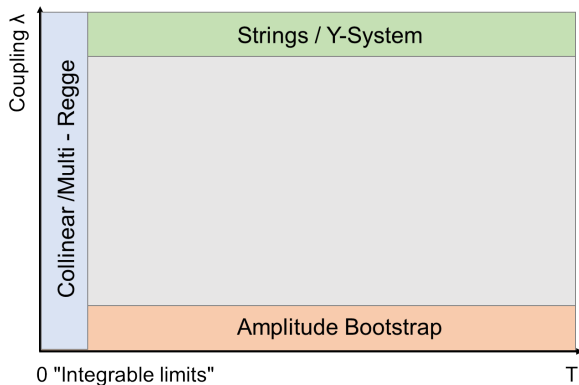 Coupling λ
Strings / Y-System
Collinear /Multi - Regge
Amplitude Bootstrap
0 "Integrable limits"
T